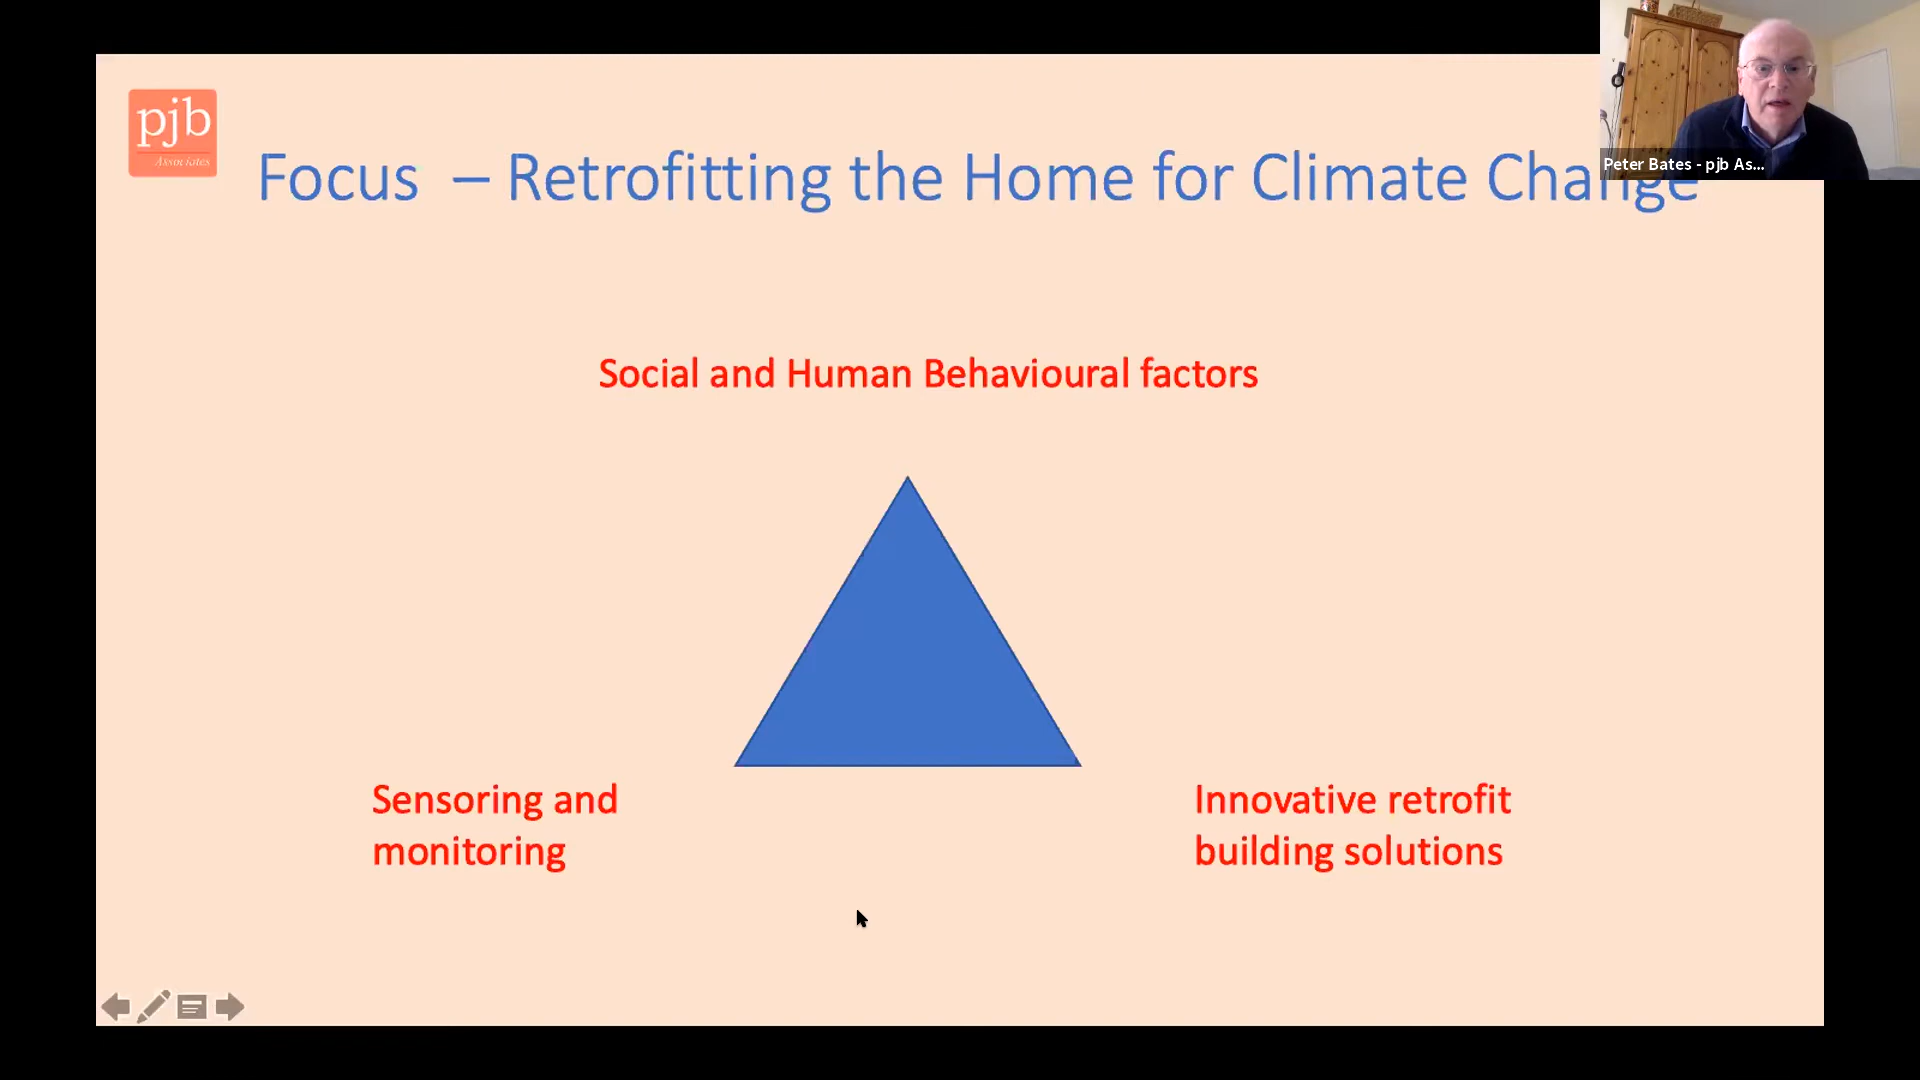 pjb
Associates
Focus – Retrofitting the Home for Climate Change
Peter Bates - pjb As...
Social and Human Behavioural factors
Sensoring and
monitoring
Innovative retrofit
building solutions